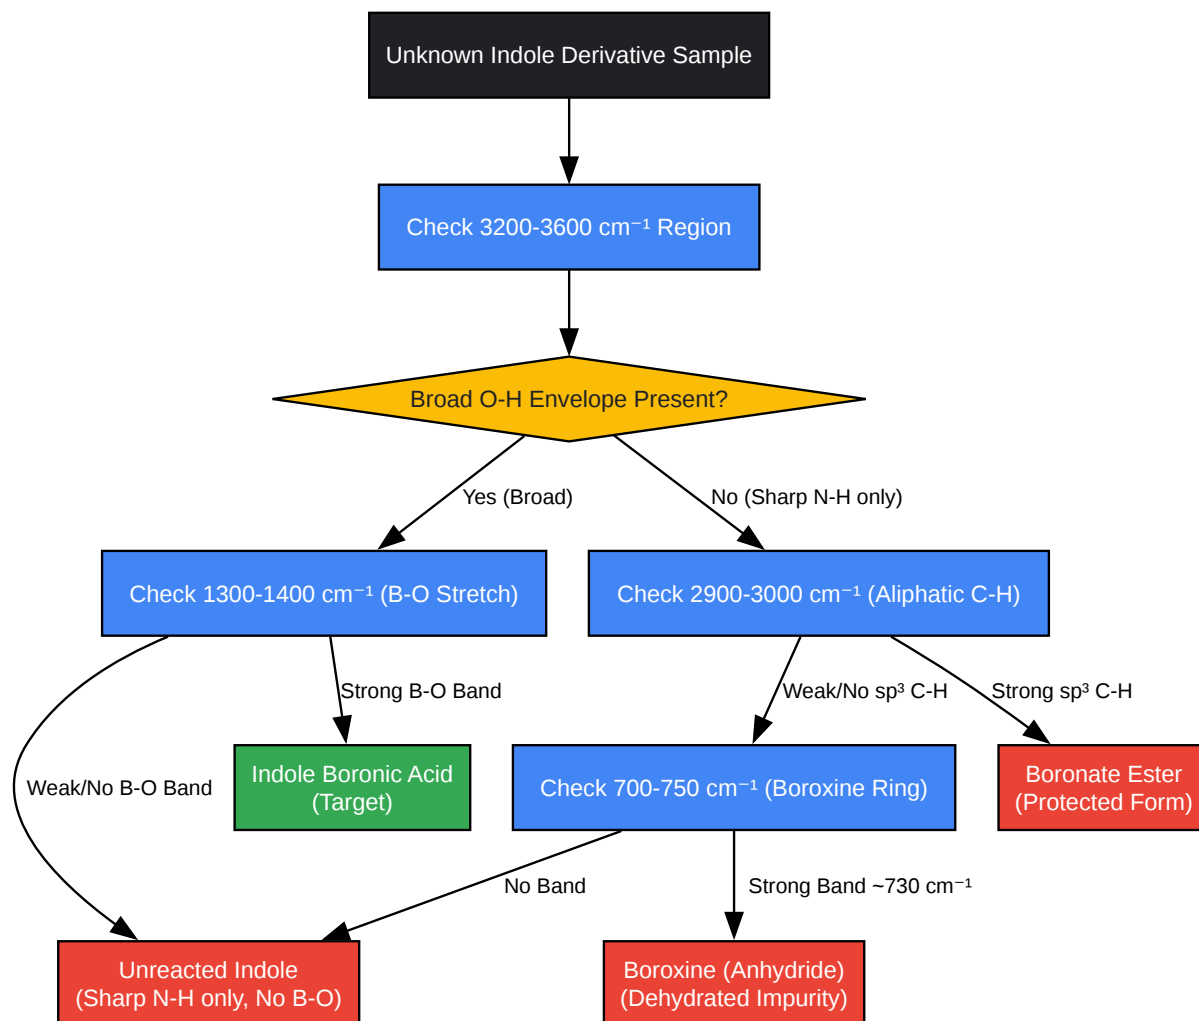 Unknown Indole Derivative Sample
Check 3200-3600 cm⁻¹ Region
Broad O-H Envelope Present?
Yes (Broad)
No (Sharp N-H only)
Check 1300-1400 cm⁻¹ (B-O Stretch)
Check 2900-3000 cm⁻¹ (Aliphatic C-H)
Strong B-O Band
Weak/No sp³ C-H
Strong sp³ C-H
Weak/No B-O Band
Indole Boronic Acid
(Target)
Check 700-750 cm⁻¹ (Boroxine Ring)
Boronate Ester
(Protected Form)
No Band
Strong Band ~730 cm⁻¹
Unreacted Indole
(Sharp N-H only, No B-O)
Boroxine (Anhydride)
(Dehydrated Impurity)